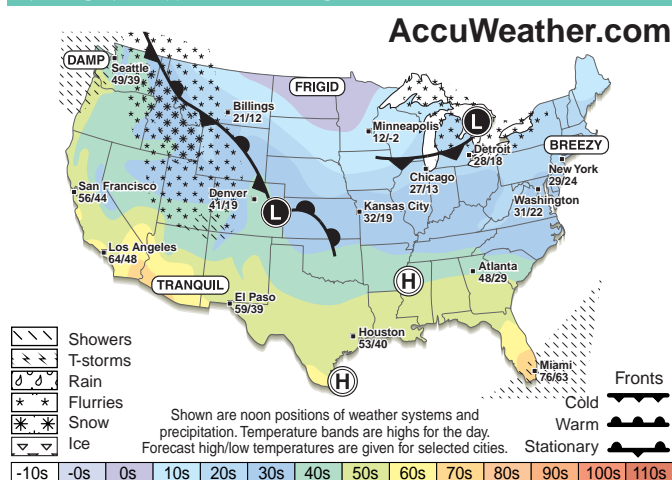 AccuWeather.com
DAMP
Seattle
49/39
FRIGID
Billings
21/12
Minneapolis
12/-2
L
Detroit
28/18
BREEZY
New York
29/24
Chicago
27/13
Washington
31/22
San Francisco
56/44
Denver
41/19
L
Kansas City
32/19
Los Angeles
64/48
TRANQUIL
El Paso
59/39
H
Atlanta
48/29
Houston
53/40
H
Miami
76/63
Showers
T-storms
Rain
Flurries
Snow
Ice
Shown are noon positions of weather systems and
precipitation. Temperature bands are highs for the day.
Forecast high/low temperatures are given for selected cities.
Fronts
Cold
Warm
Stationary
-10s -0s 0s 10s 20s 30s 40s 50s 60s 70s 80s 90s 100s 110s